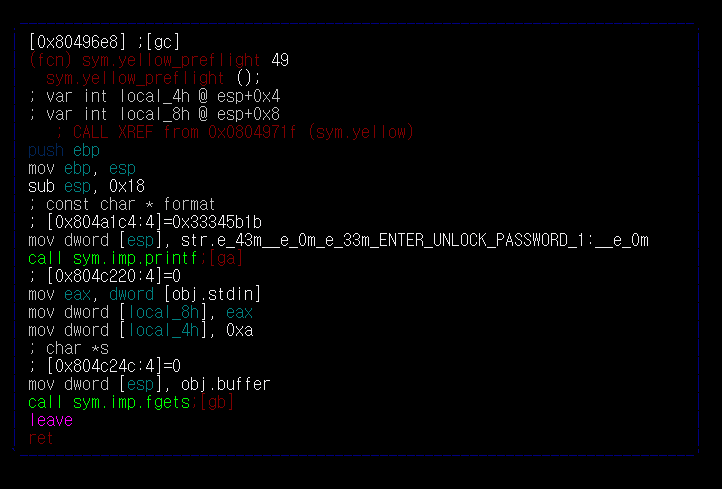 [0x80496e8] ;[gc]
(fcn) sym.yellow_preflight 49
sym.yellow_preflight ();
; var int local_4h @ esp+0x4
; var int local_8h @ esp+0x8
; CALL XREF from 0x0804971f (sym.yellow)
push ebp
mov ebp, esp
sub esp, 0x18
; const char * format
; [0x804a1c4:4]=0x33345b1b
mov dword [esp], str.e_43m__e_0m_e_33m_ENTER_UNLOCK_PASSWORD_1:__e_0m
call sym.imp.printf;[ga]
; [0x804c220:4]=0
mov eax, dword [obj.stdin]
mov dword [local_8h], eax
mov dword [local_4h], 0xa
; char *s
; [0x804c24c:4]=0
mov dword [esp], obj.buffer
call sym.imp.fgets;[gb]
leave
ret